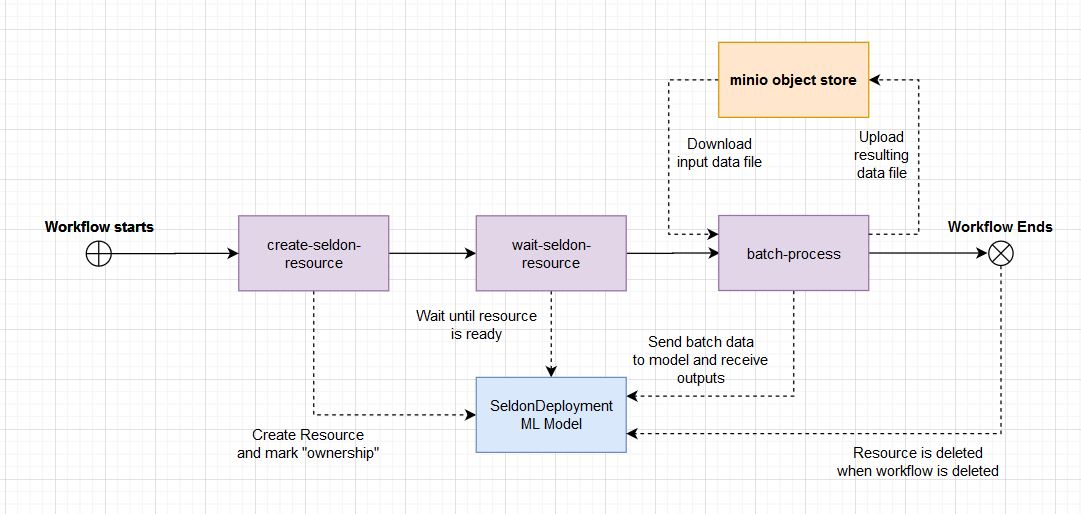 minio object store
Download
input data file
Upload
resulting
data file
Workflow starts
create-seldon-
resource
wait-seldon-
resource
batch-process
Workflow Ends
Wait until resource
is ready
Send batch data
to model and receive
outputs
SeldonDeployment
ML Model
Create Resource
and mark "ownership"
Resource is deleted
when workflow is deleted